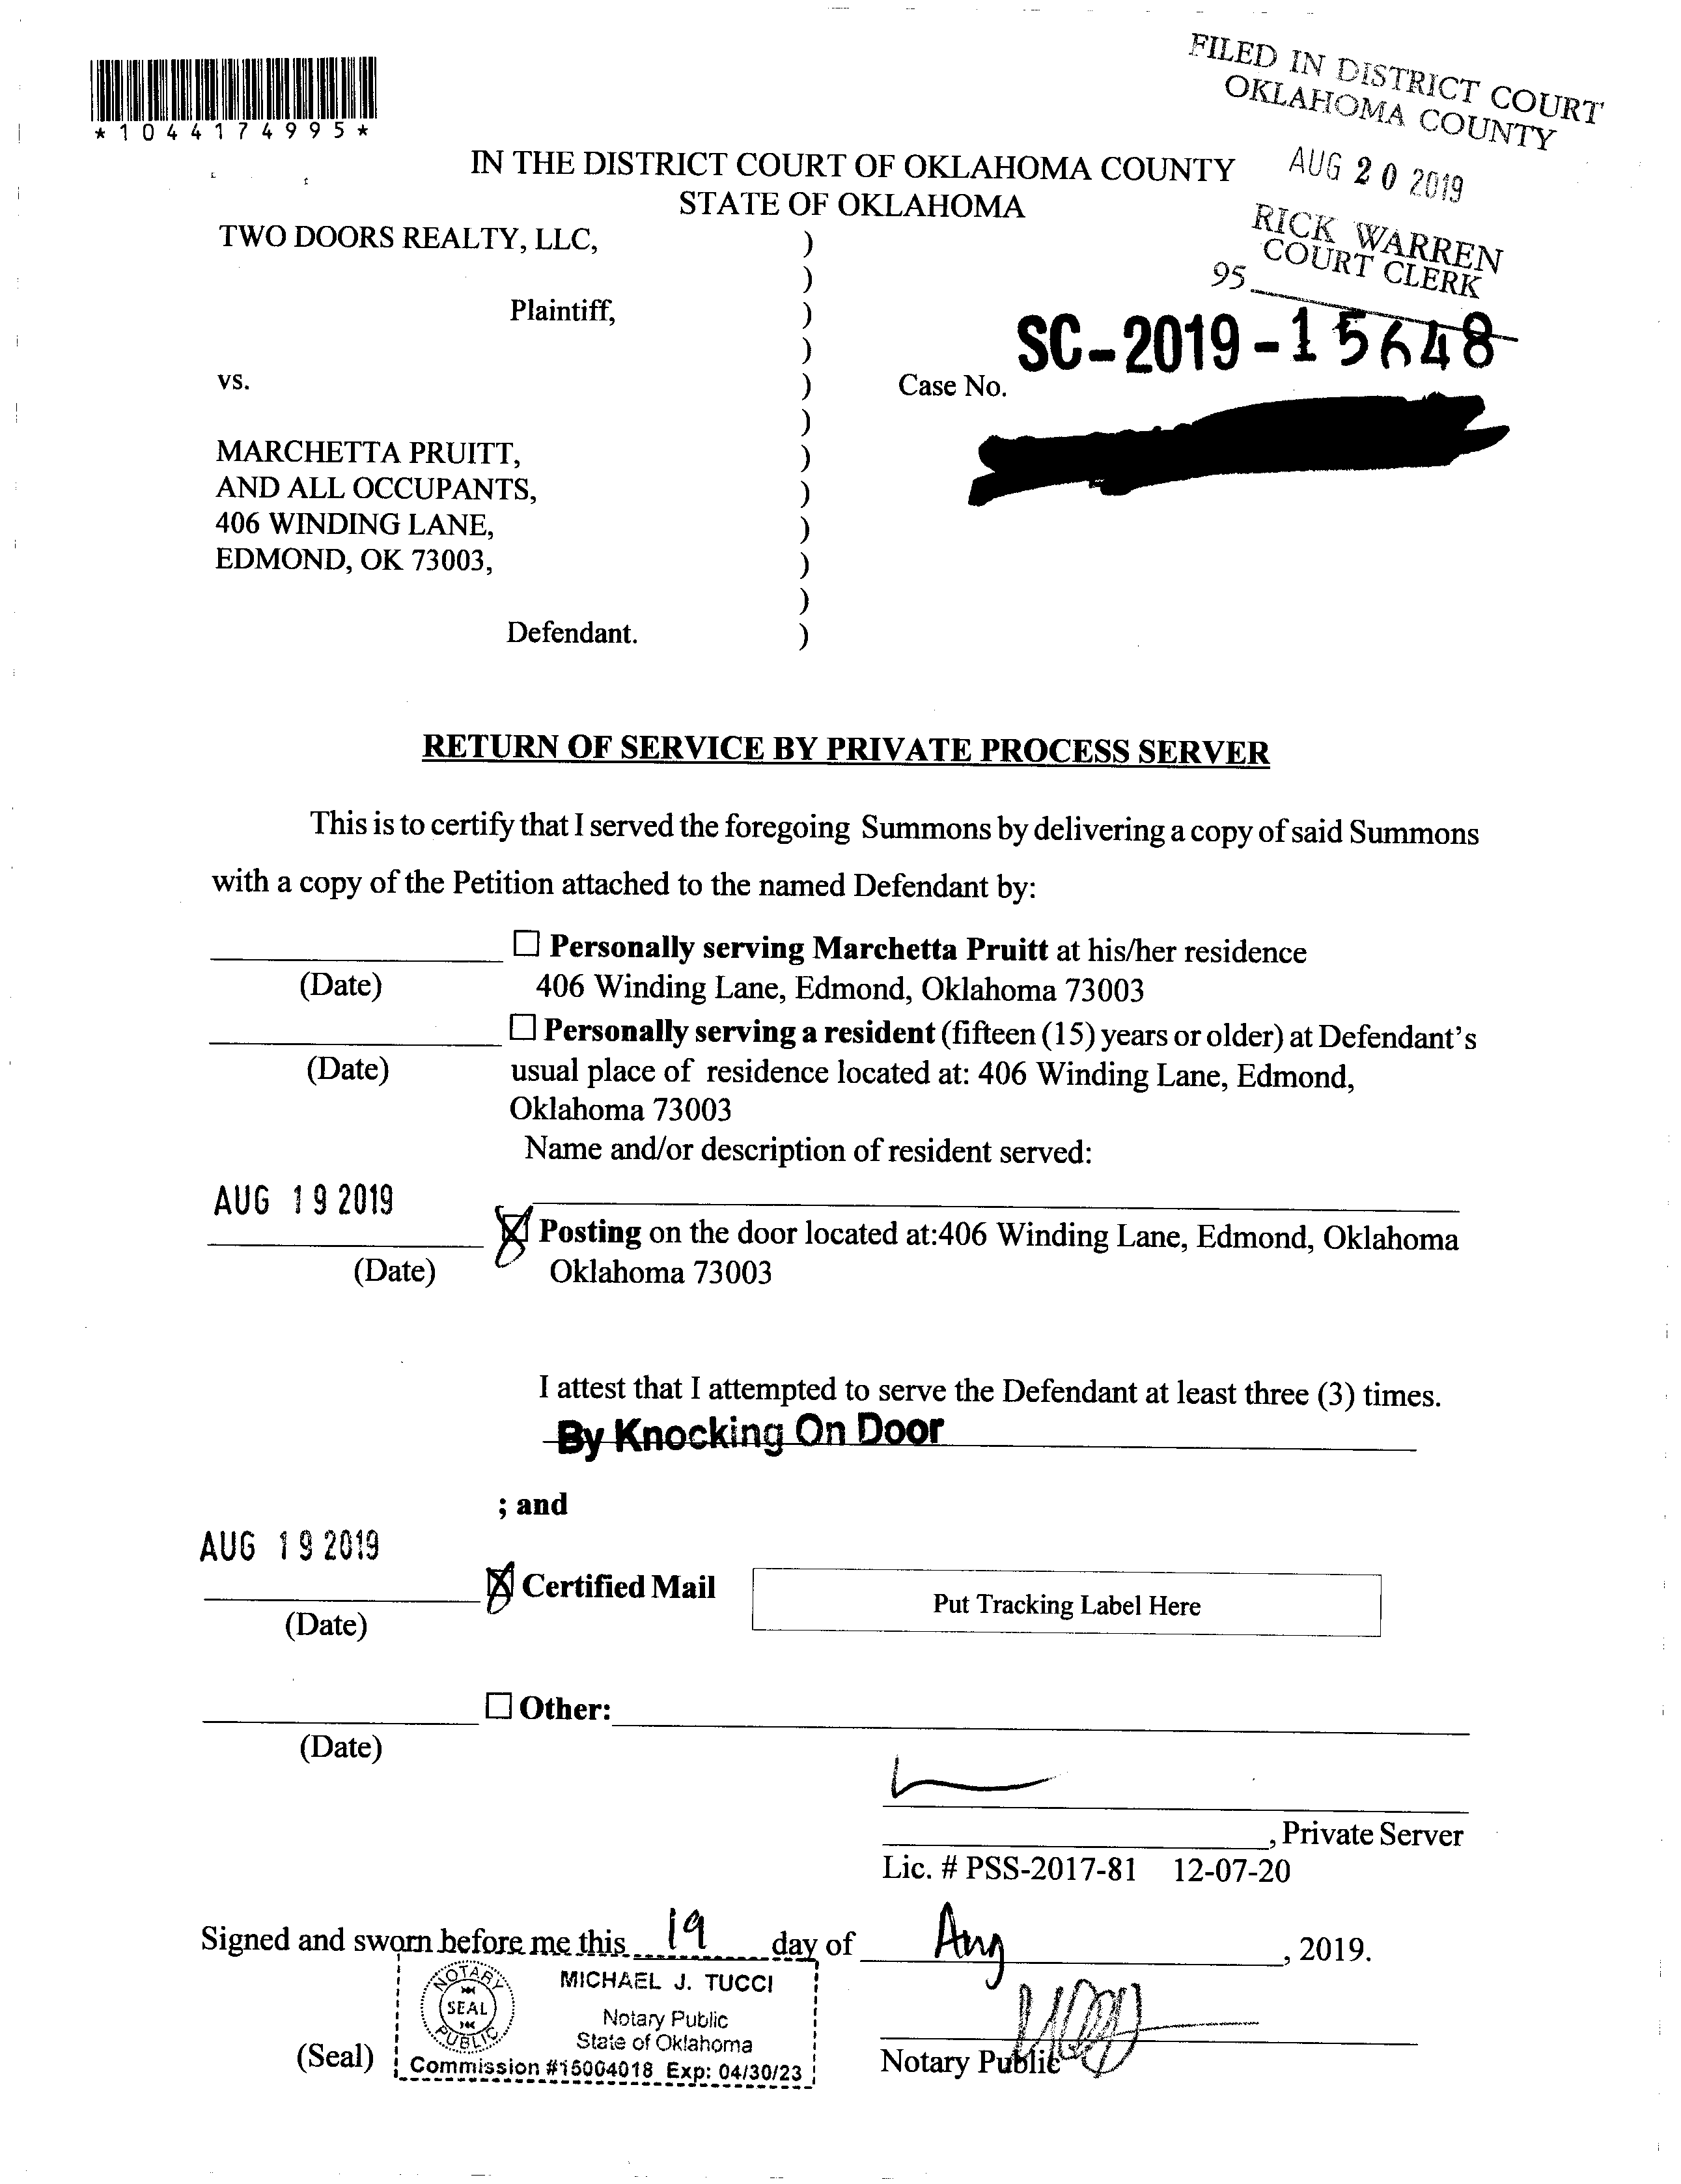 *1044174995*
FILED IN DISTRICT COURT
OKLAHOMA COUNTY
AUG 20 2019
RICK WARREN
COURT CLERK
95
IN THE DISTRICT COURT OF OKLAHOMA COUNTY
STATE OF OKLAHOMA
TWO DOORS REALTY, LLC, )
)
Plaintiff, )
)
SC-2019-15648
vs. ) Case No.
)
MARCHETTA PRUITT, )
AND ALL OCCUPANTS, )
406 WINDING LANE, )
EDMOND, OK 73003, )
)
Defendant. )
RETURN OF SERVICE BY PRIVATE PROCESS SERVER
This is to certify that I served the foregoing Summons by delivering a copy of said Summons
with a copy of the Petition attached to the named Defendant by:
☐ Personally serving Marchetta Pruitt at his/her residence
(Date) 406 Winding Lane, Edmond, Oklahoma 73003
☐ Personally serving a resident (fifteen (15) years or older) at Defendant's
(Date) usual place of residence located at: 406 Winding Lane, Edmond,
Oklahoma 73003
Name and/or description of resident served:
AUG 19 2019
☒ Posting on the door located at:406 Winding Lane, Edmond, Oklahoma
(Date) Oklahoma 73003
I attest that I attempted to serve the Defendant at least three (3) times.
By Knocking On Door
; and
AUG 19 2019
☒ Certified Mail Put Tracking Label Here
(Date)
☐ Other:
(Date)
, Private Server
Lic. # PSS-2017-81 12-07-20
Signed and sworn before me this 19 day of Aug, 2019.
NOTARY PUBLIC
SEAL
MICHAEL J. TUCCI
Notary Public
State of Oklahoma
Commission #15004018 Exp: 04/30/23
(Seal)
Notary Public